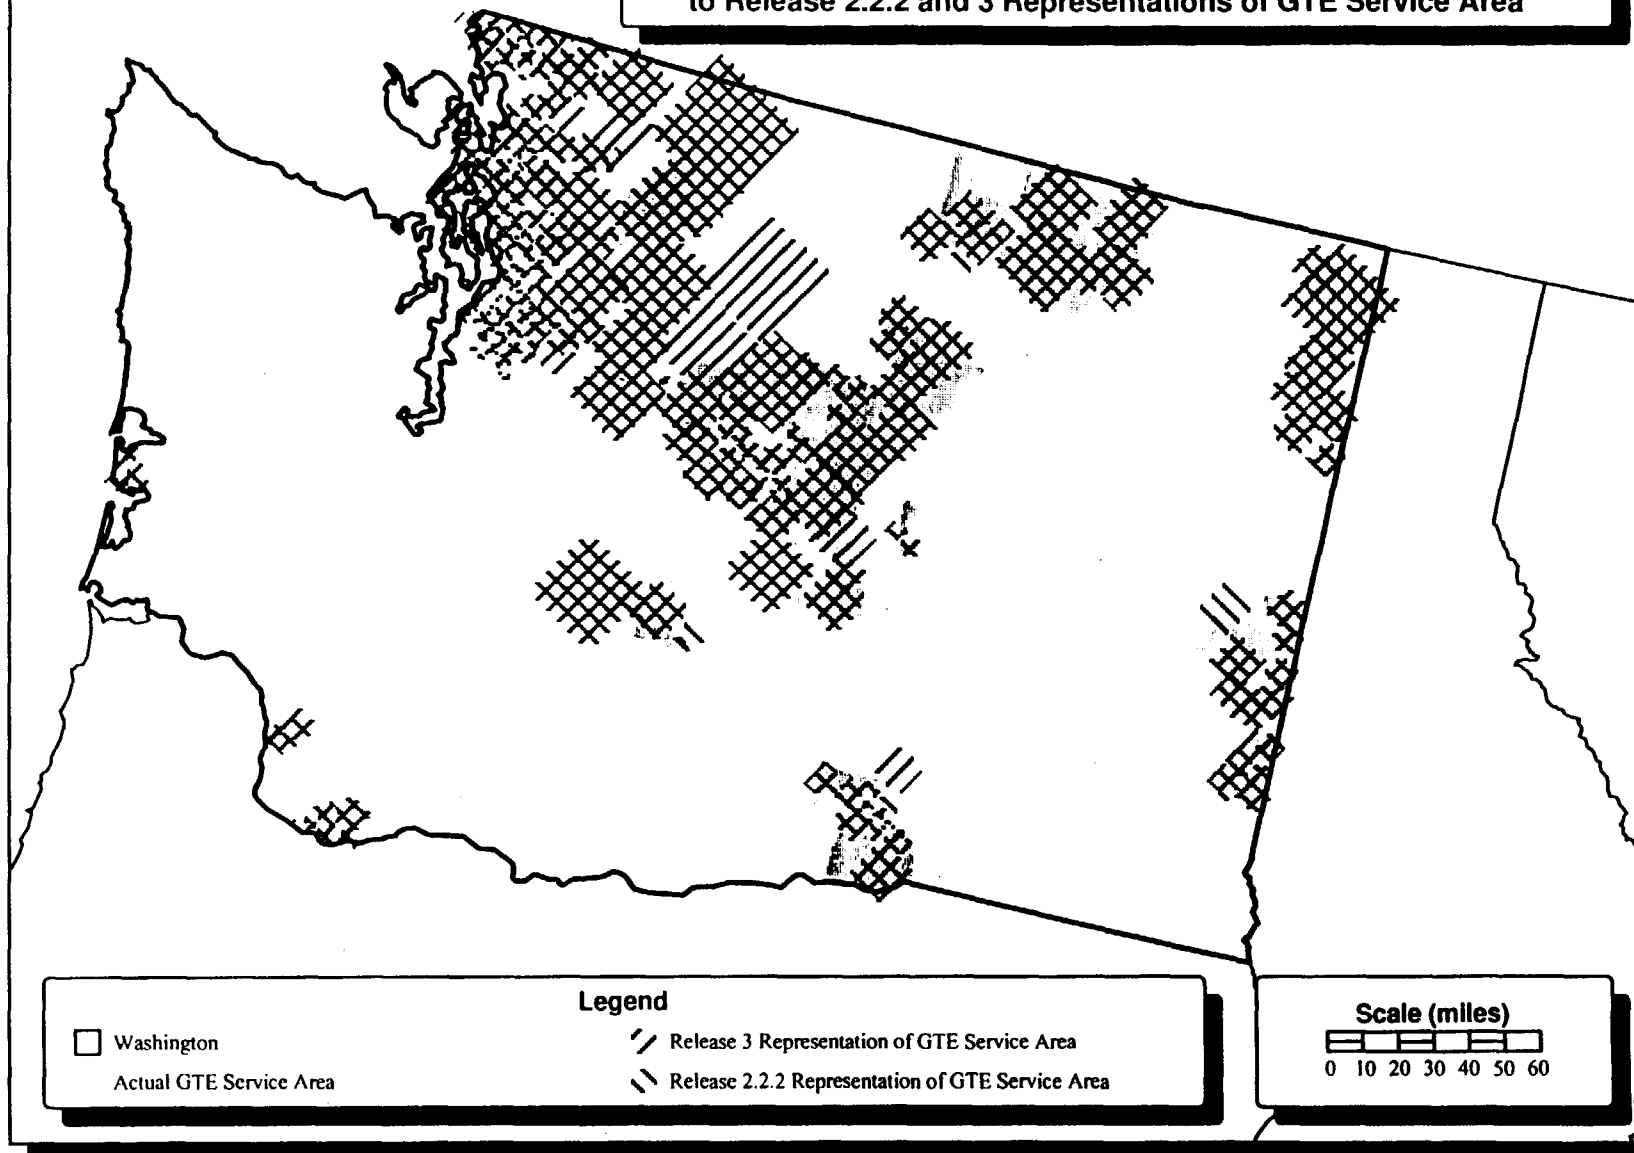 to Release 2.2.2 and 3 Representations of GTE Service Area
Legend
Washington
Actual GTE Service Area
Release 3 Representation of GTE Service Area
Release 2.2.2 Representation of GTE Service Area
Scale (miles)
0 10 20 30 40 50 60